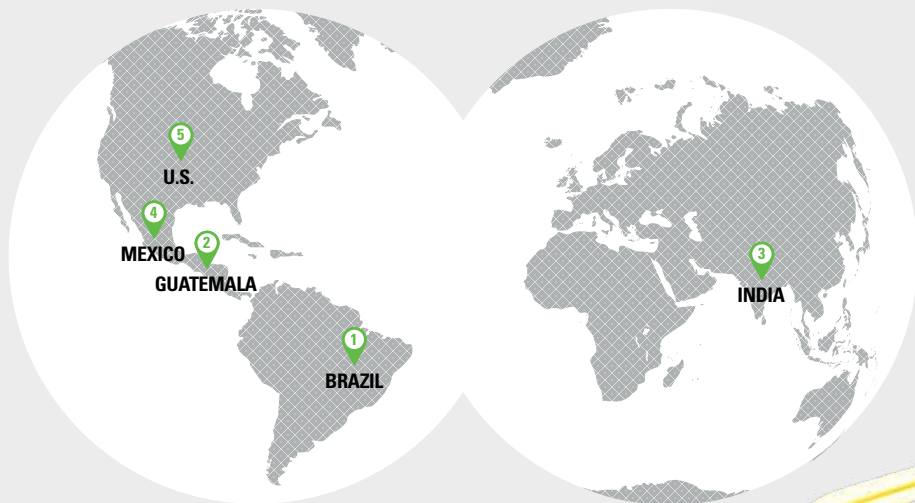 5
U.S.
4
MEXICO
2
GUATEMALA
3
INDIA
1
BRAZIL